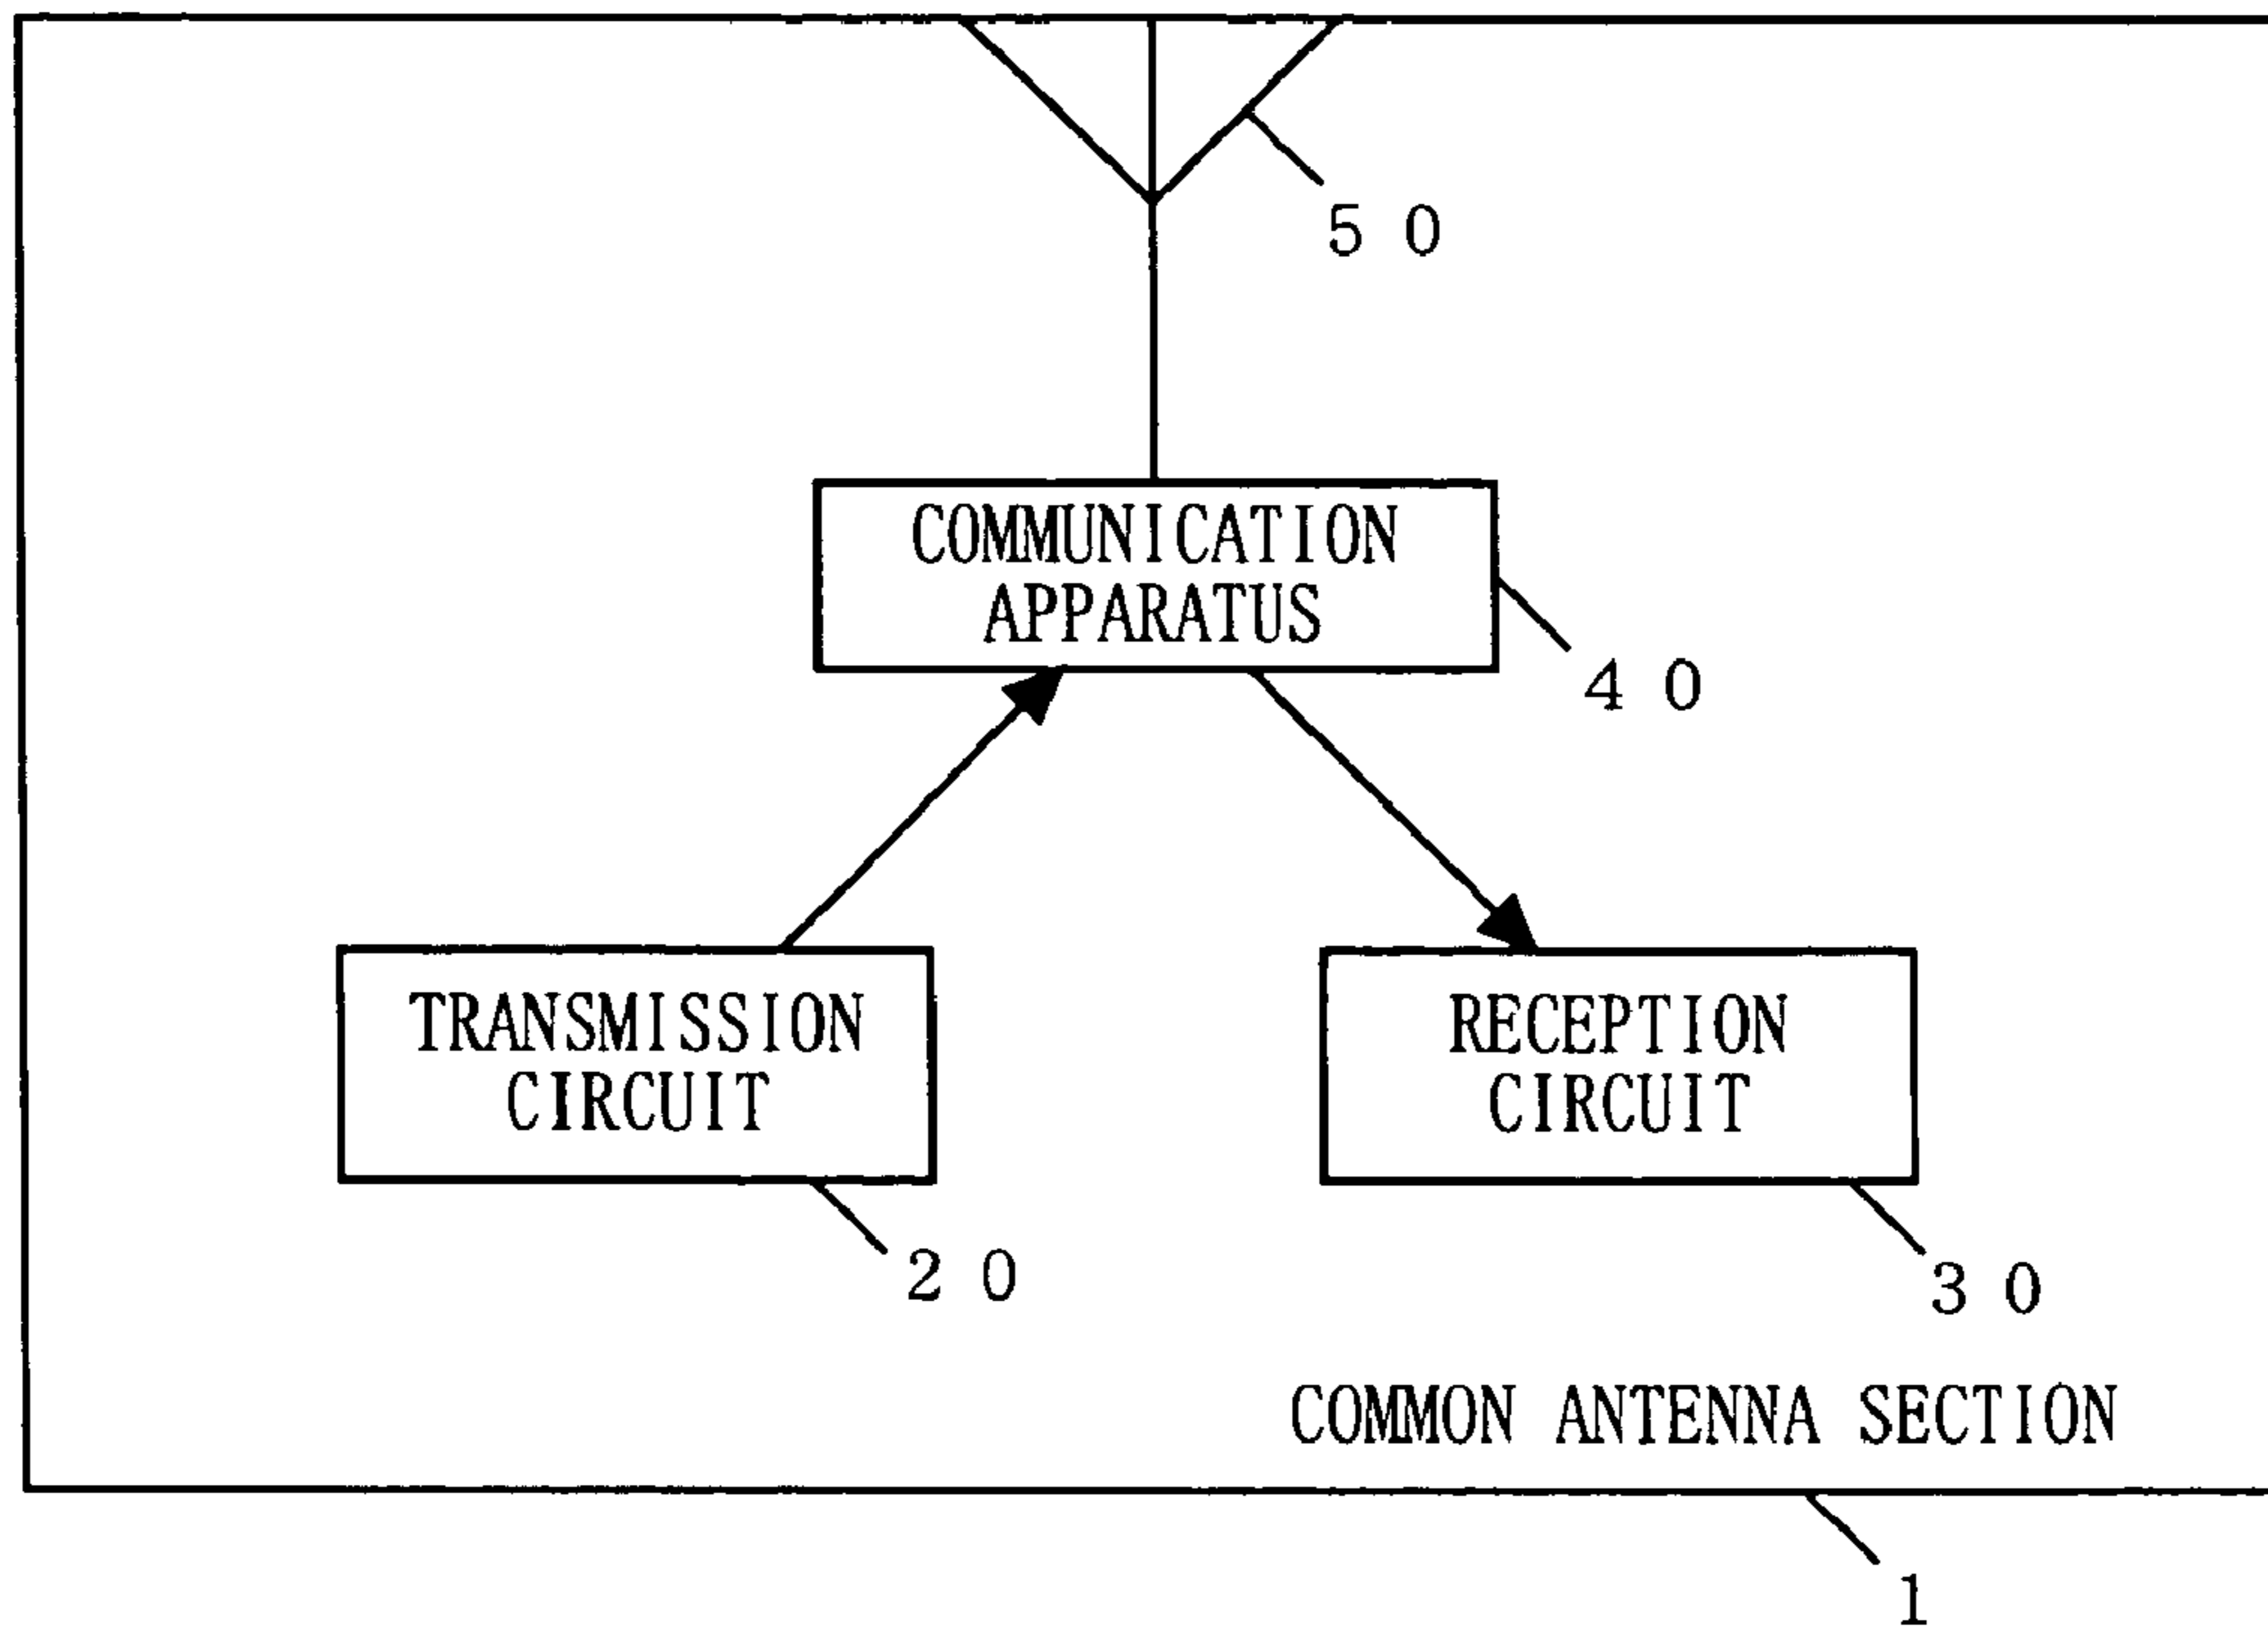 5 0
COMMUNICATION
APPARATUS
4 0
TRANSMISSION
CIRCUIT
RECEPTION
CIRCUIT
2 0
3 0
COMMON ANTENNA SECTION
1